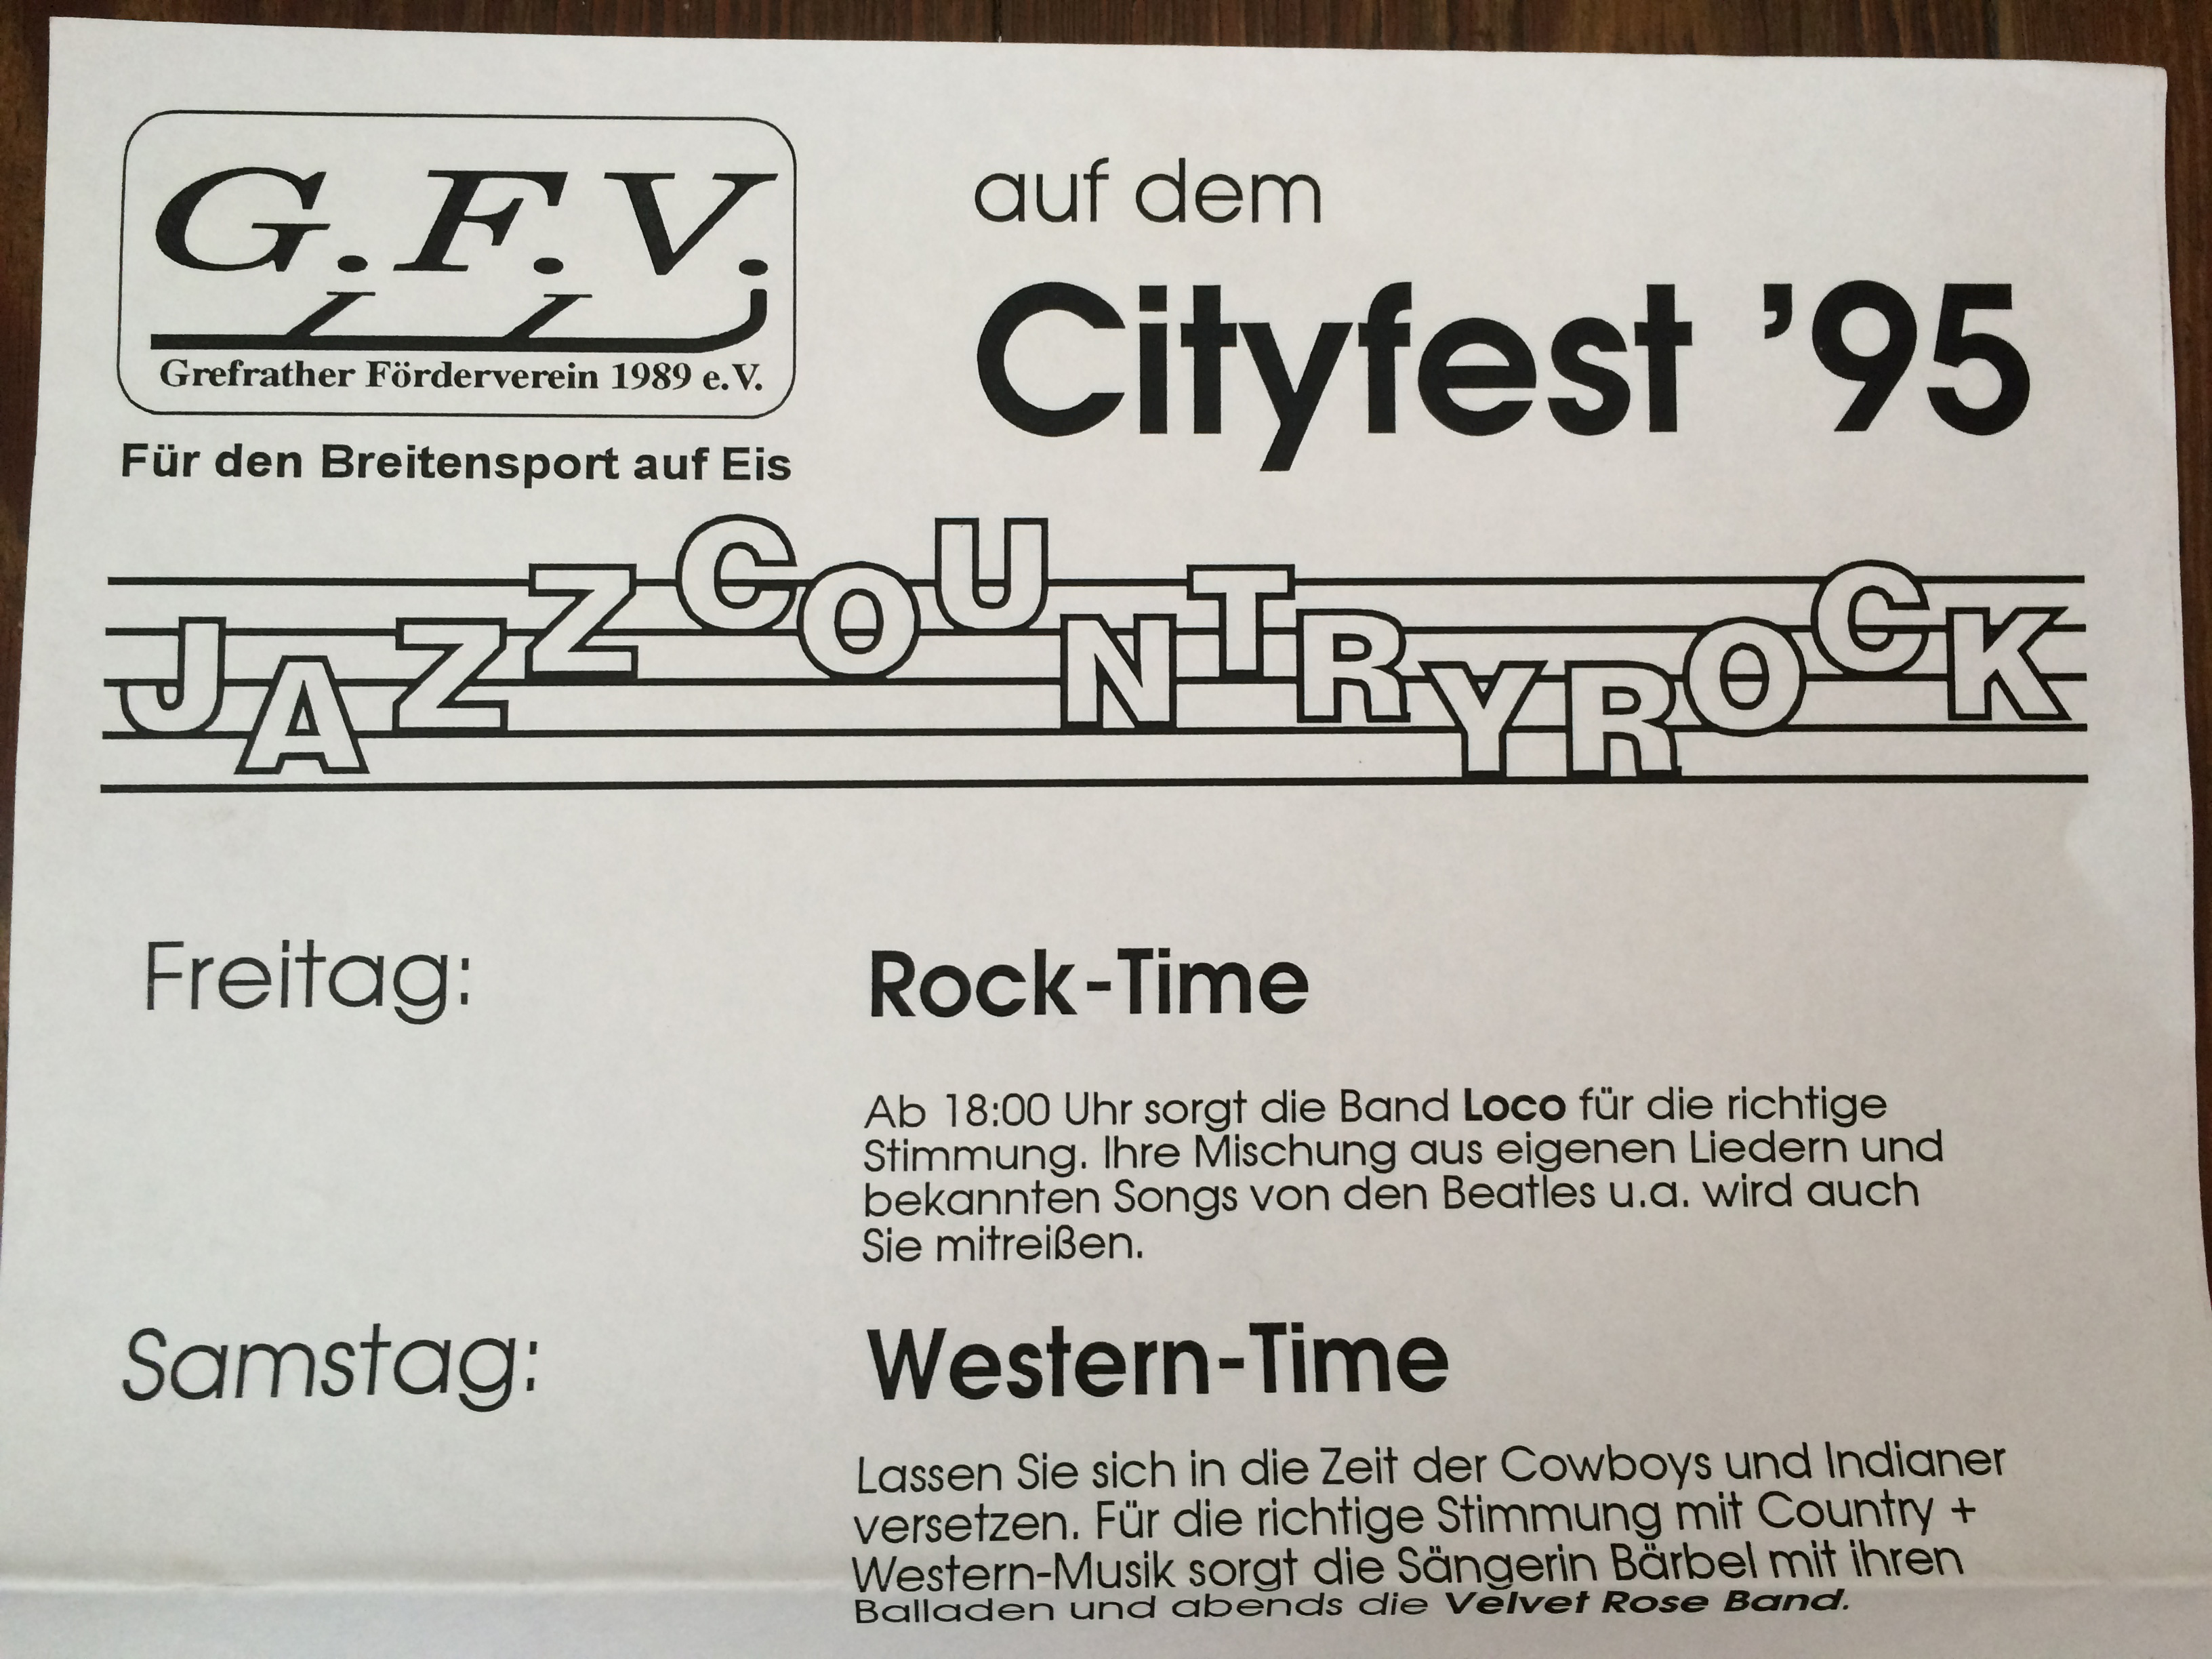 G.F.V.
Grefrather Förderverein 1989 e.V.
Für den Breitensport auf Eis
auf dem
Cityfest '95
JAZZCOUNTRYROCK
Freitag:
Rock-Time
Ab 18:00 Uhr sorgt die Band Loco für die richtige
Stimmung. Ihre Mischung aus eigenen Liedern und
bekannten Songs von den Beatles u.a. wird auch
Sie mitreißen.
Samstag:
Western-Time
Lassen Sie sich in die Zeit der Cowboys und Indianer
versetzen. Für die richtige Stimmung mit Country +
Western-Musik sorgt die Sängerin Bärbel mit ihren
Balladen und abends die Velvet Rose Band.